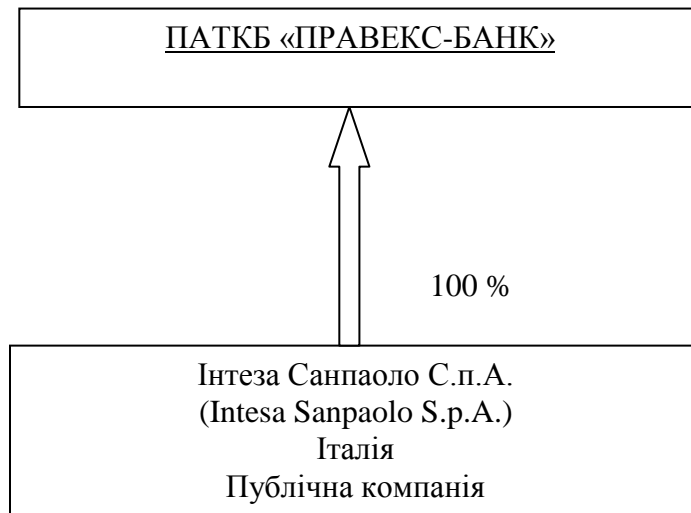 ПАТКБ «ПРАВЕКС-БАНК»
100 %
Інтеза Санпаоло С.п.А.
(Intesa Sanpaolo S.p.A.)
Італія
Публічна компанія